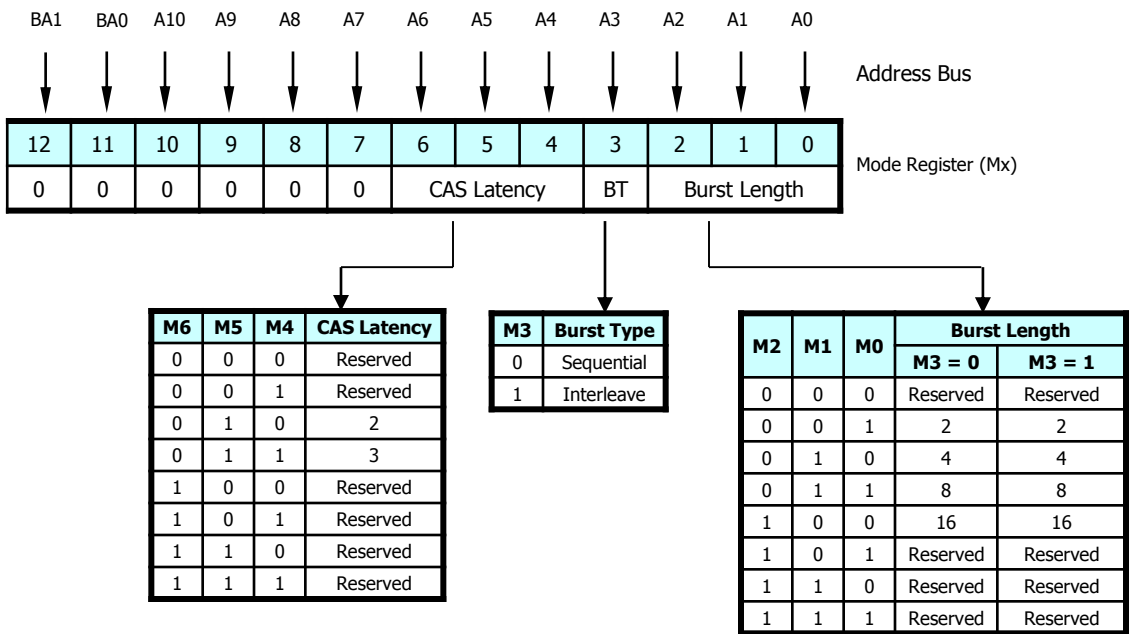 BA1 BA0 A10 A9 A8 A7 A6 A5 A4 A3 A2 A1 A0
Address Bus
12 11 10 9 8 7 6 5 4 3 2 1 0
Mode Register (Mx)
0 0 0 0 0 0 CAS Latency BT Burst Length
M6 M5 M4 CAS Latency
0 0 0 Reserved
0 0 1 Reserved
0 1 0 2
0 1 1 3
1 0 0 Reserved
1 0 1 Reserved
1 1 0 Reserved
1 1 1 Reserved
M3 Burst Type
0 Sequential
1 Interleave
M2 M1 M0 Burst Length
M3 = 0 M3 = 1
0 0 0 Reserved Reserved
0 0 1 2 2
0 1 0 4 4
0 1 1 8 8
1 0 0 16 16
1 0 1 Reserved Reserved
1 1 0 Reserved Reserved
1 1 1 Reserved Reserved